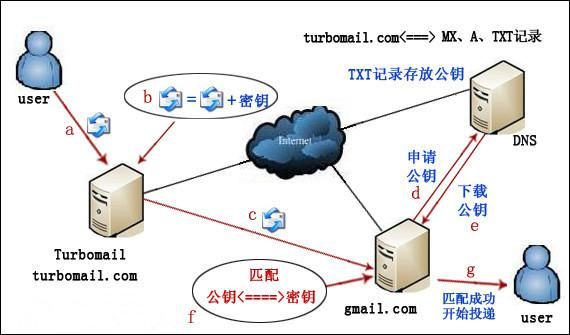 turbomail.com<===> MX、A、TXT记录
user
b
=
+密钥
TXT记录存放公钥
a
DNS
Internet
申请
公钥
d
下载
公钥
e
c
Turbomail
turbomail.com
匹配
公钥<====>密钥
f
gmail.com
g
匹配成功
开始投递
user